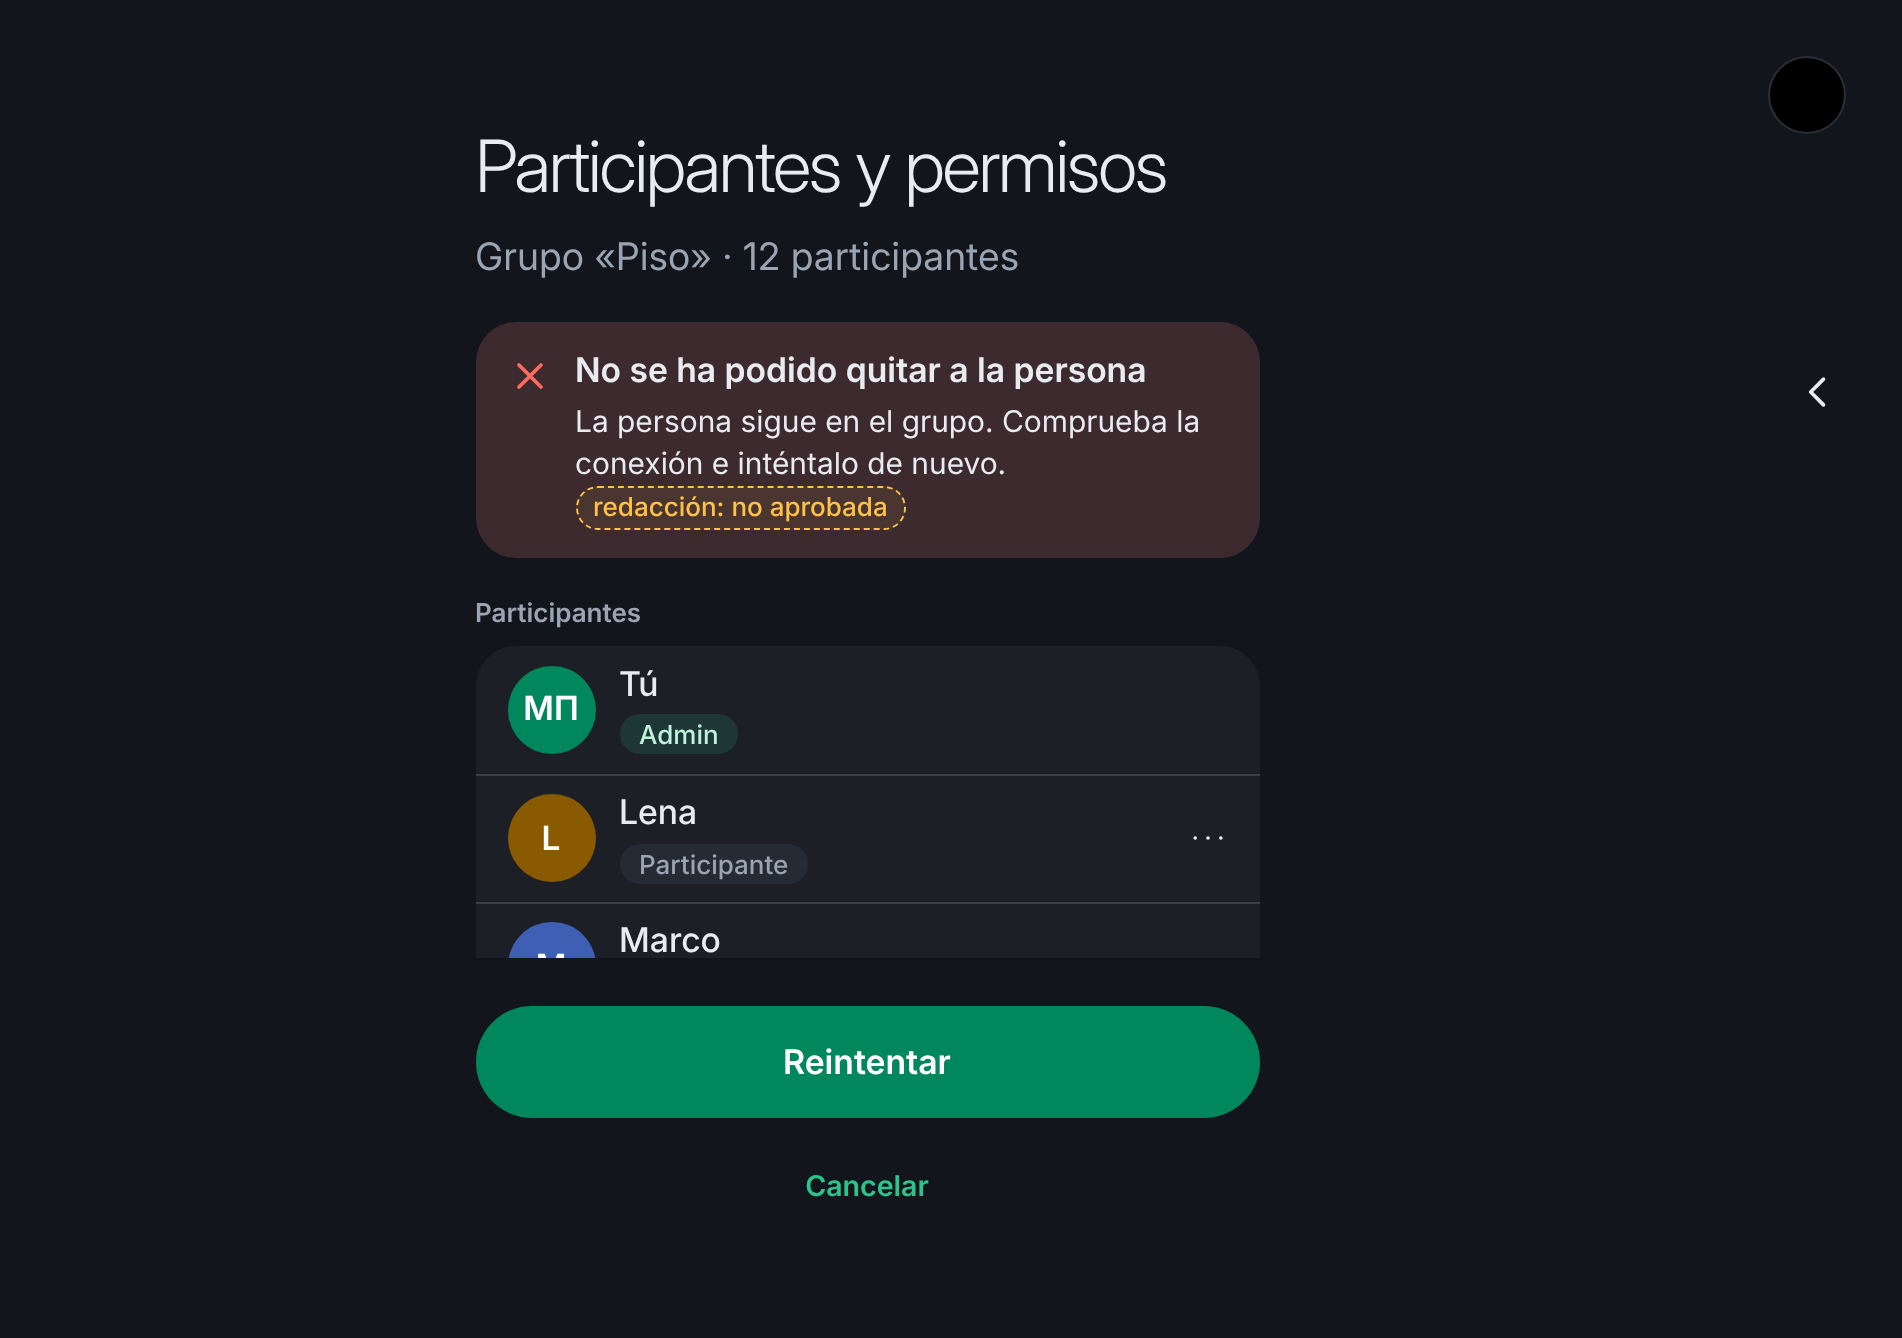 Participantes y permisos
Grupo «Piso» · 12 participantes
No se ha podido quitar a la persona
La persona sigue en el grupo. Comprueba la
conexión e inténtalo de nuevo.
redacción: no aprobada
Participantes
МП
Tú
Admin
L
Lena
Participante
M
Marco
Reintentar
Cancelar